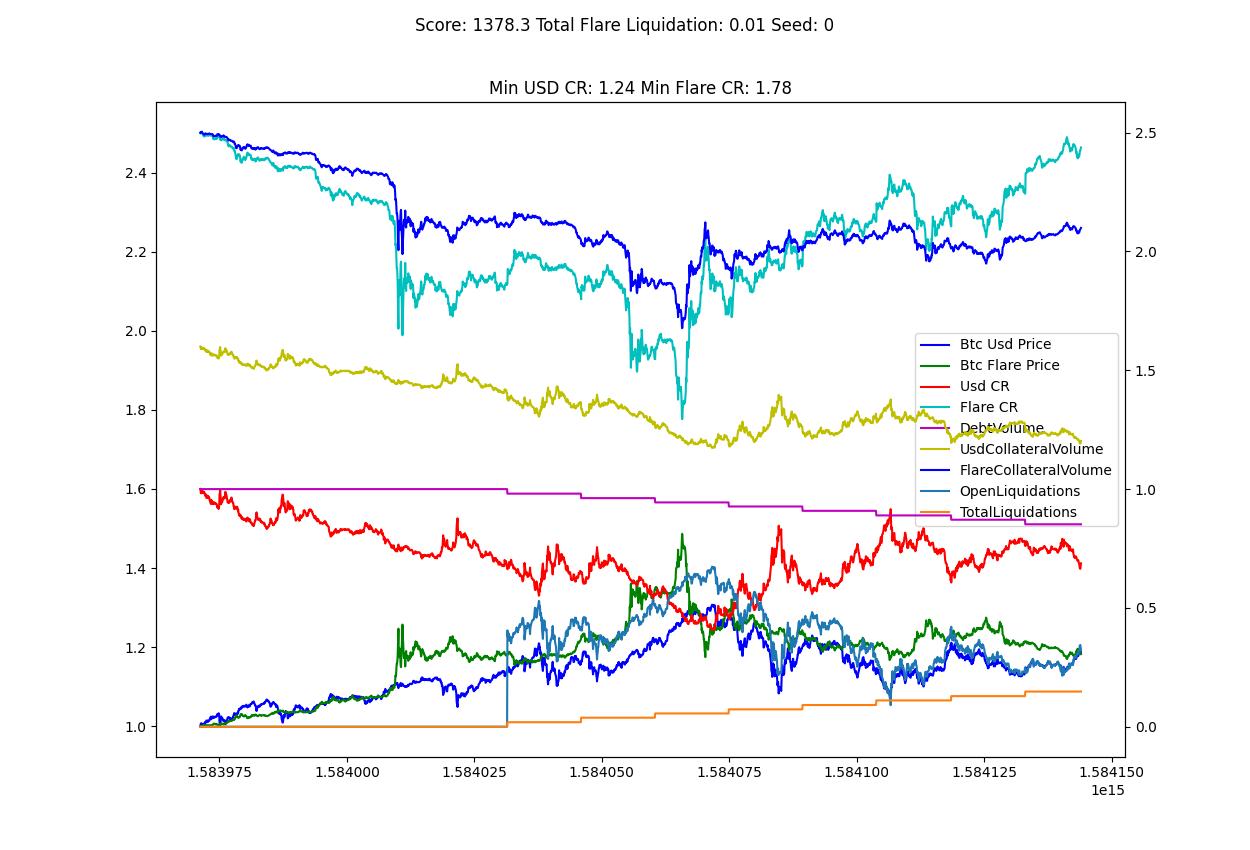 Score: 1378.3 Total Flare Liquidation: 0.01 Seed: 0
Min USD CR: 1.24 Min Flare CR: 1.78
2.4
2.2
2.0
1.8
1.6
1.4
1.2
1.0
2.5
2.0
1.5
1.0
0.5
0.0
Btc Usd Price
Btc Flare Price
Usd CR
Flare CR
DebtVolume
UsdCollateralVolume
FlareCollateralVolume
OpenLiquidations
TotalLiquidations
1.583975 1.584000 1.584025 1.584050 1.584075 1.584100 1.584125 1.584150
1e15